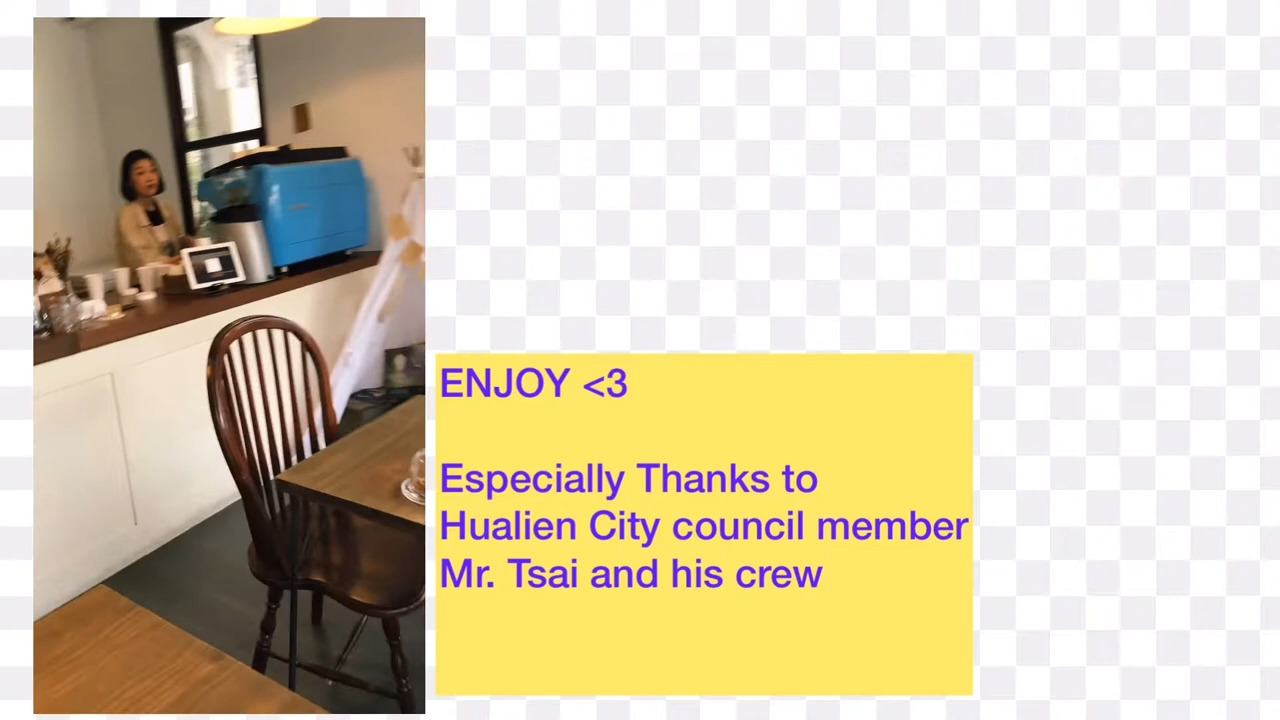 ENJOY <3
Especially Thanks to
Hualien City council member
Mr. Tsai and his crew